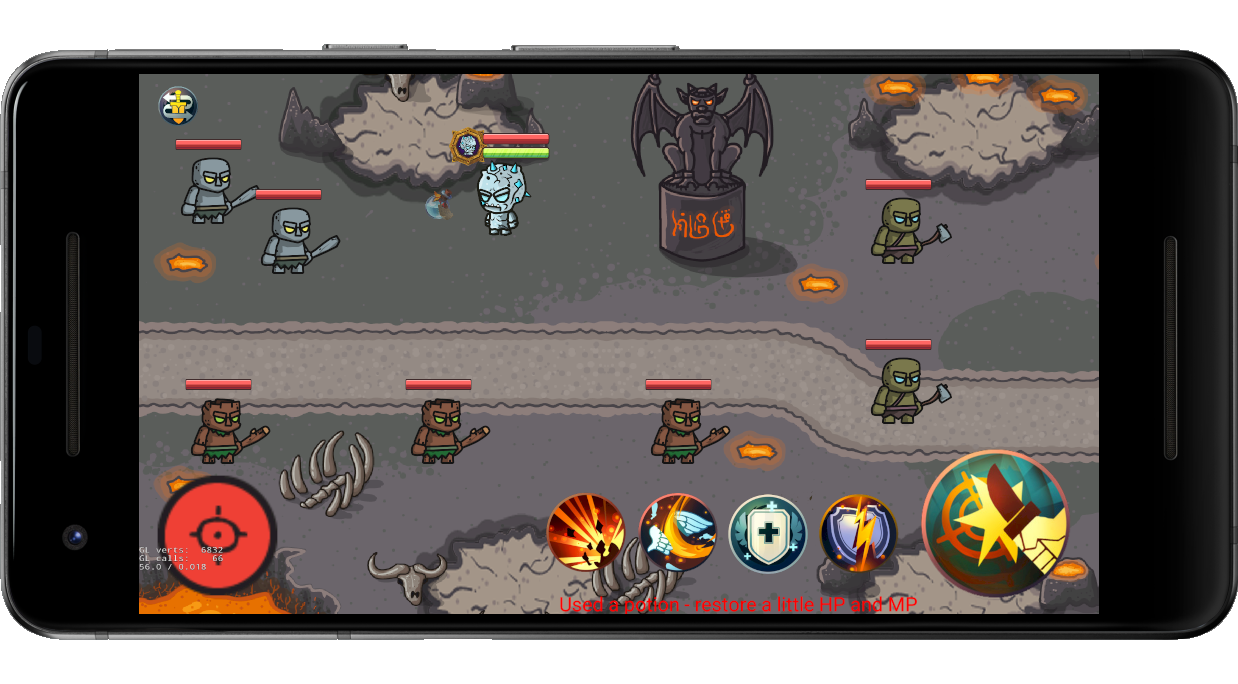 GL verts: 6832
GL calls: 66
56.0 / 0.018
Used a potion - restore a little HP and MP